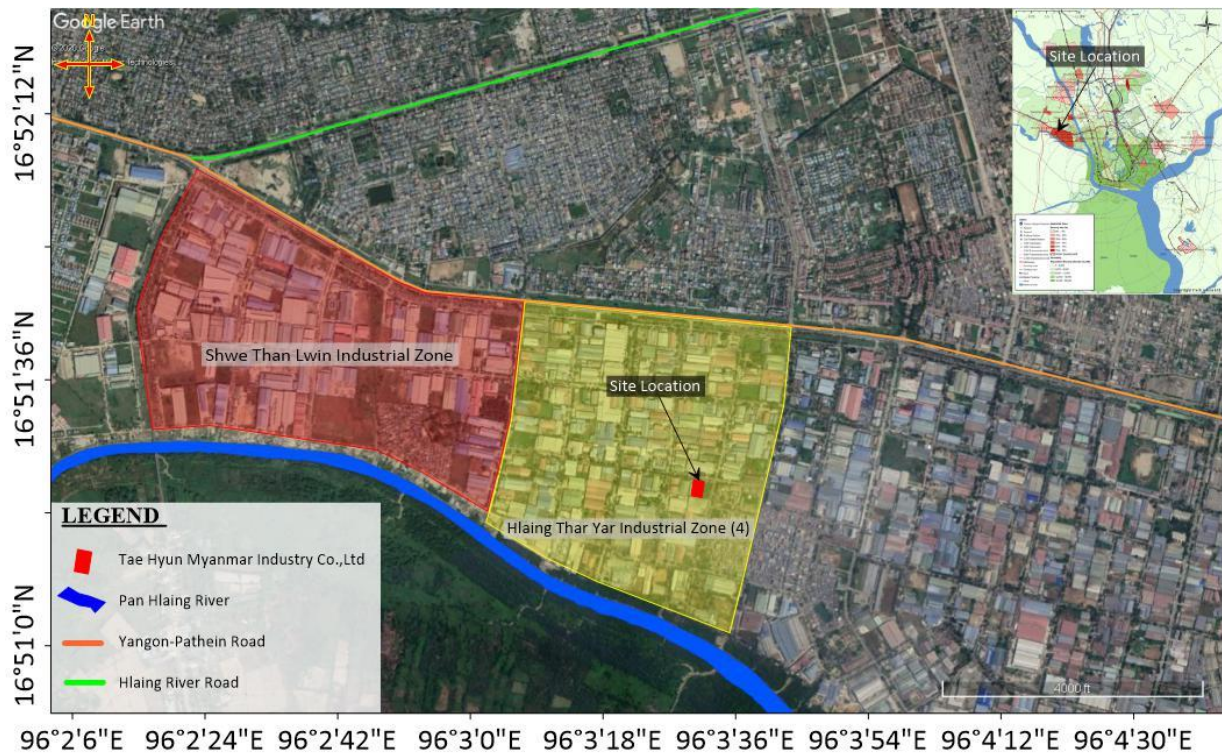 Google Earth
N
Technologies
Site Location
16°52'12"N
16°51'36"N
16°51'0"N
Shwe Than Lwin Industrial Zone
Site Location
Hlaing Thar Yar Industrial Zone (4)
LEGEND
Tae Hyun Myanmar Industry Co.,Ltd
Pan Hlaing River
Yangon-Pathein Road
Hlaing River Road
4000 ft
96°2'6"E 96°2'24"E 96°2'42"E 96°3'0"E 96°3'18"E 96°3'36"E 96°3'54"E 96°4'12"E 96°4'30"E